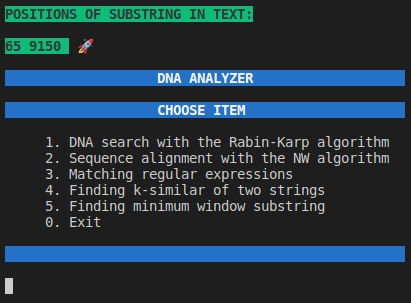 POSITIONS OF SUBSTRING IN TEXT:
65 9150 🚀
DNA ANALYZER
CHOOSE ITEM
1. DNA search with the Rabin-Karp algorithm
2. Sequence alignment with the NW algorithm
3. Matching regular expressions
4. Finding k-similar of two strings
5. Finding minimum window substring
0. Exit